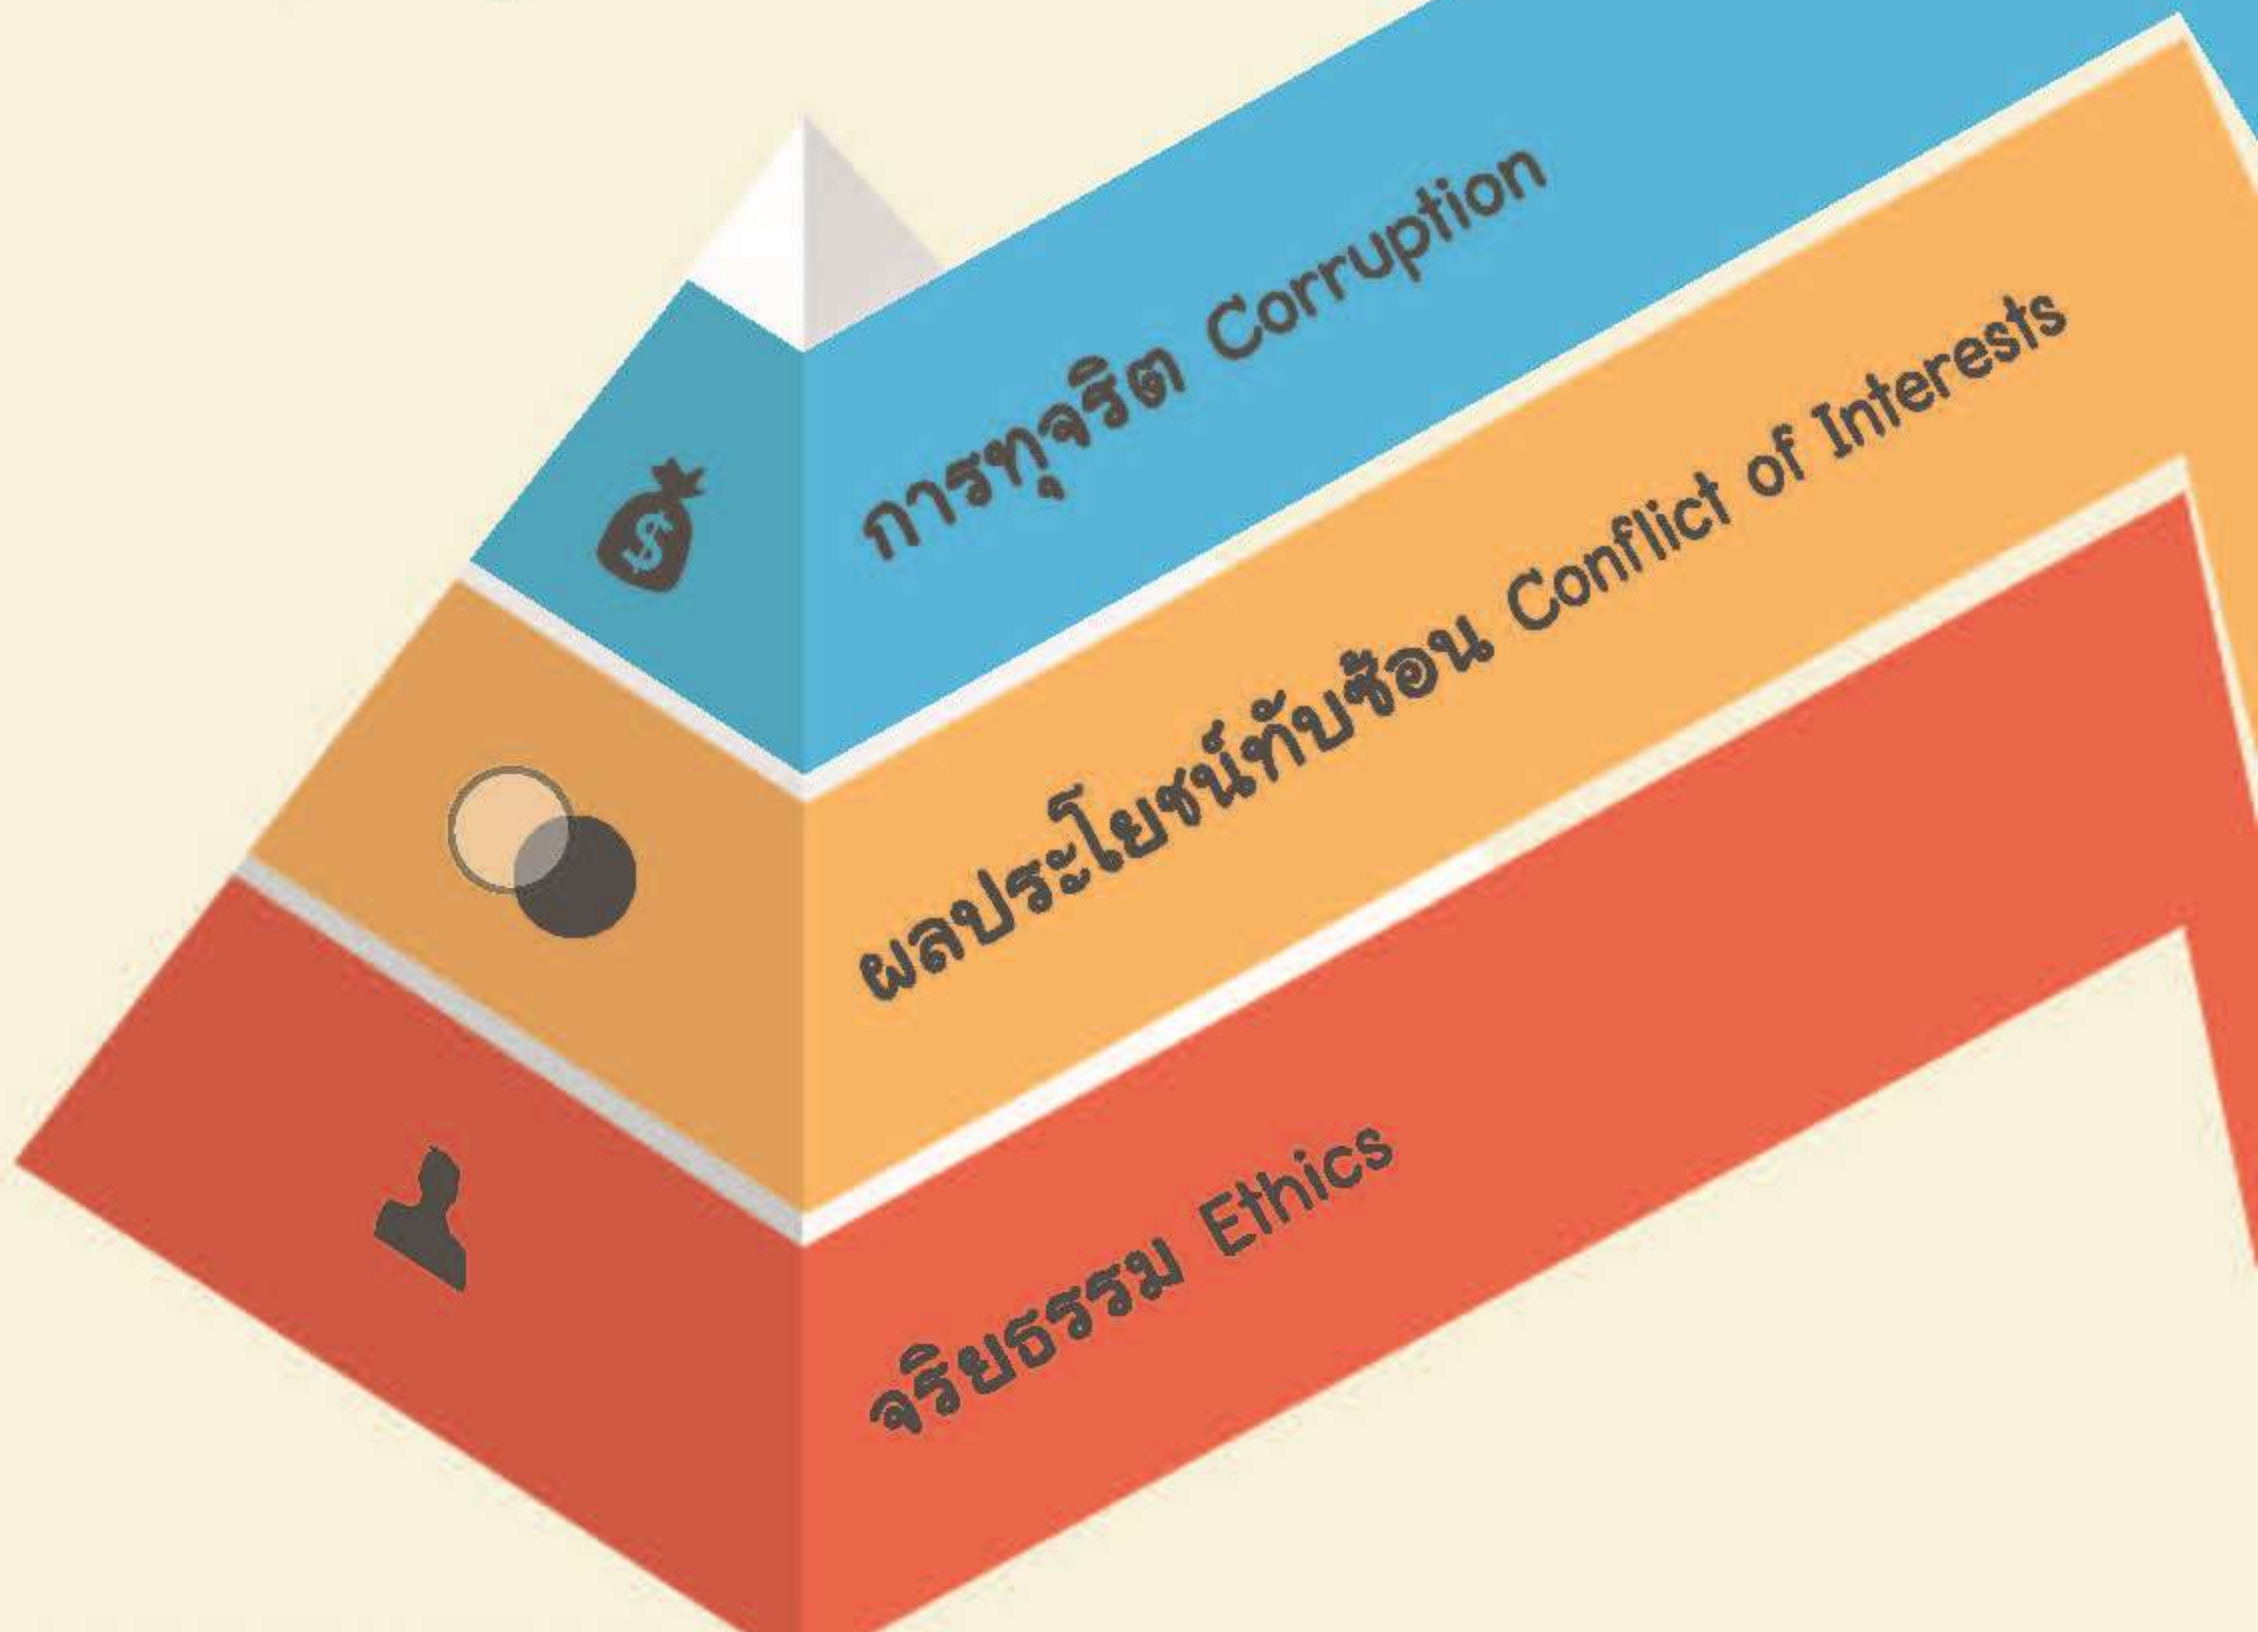 การทุจริต Corruption
ผลประโยชน์ทับซ้อน Conflict of Interests
จริยธรรม Ethics